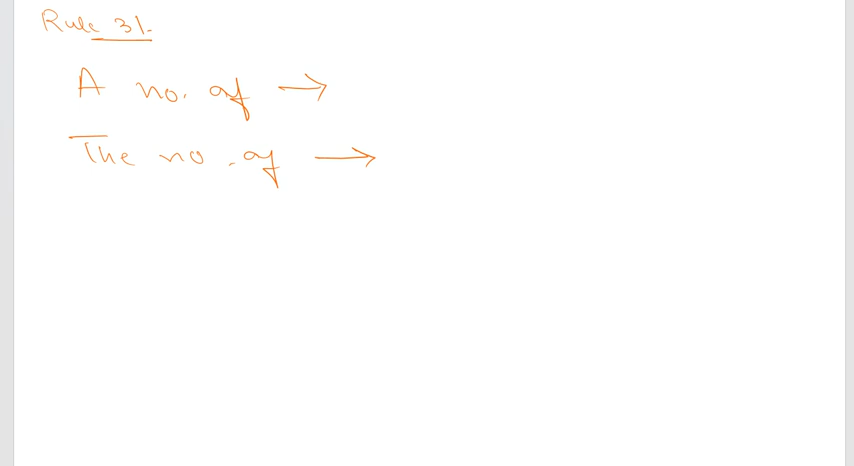 Rule 31.
A no. of →
The no. of →